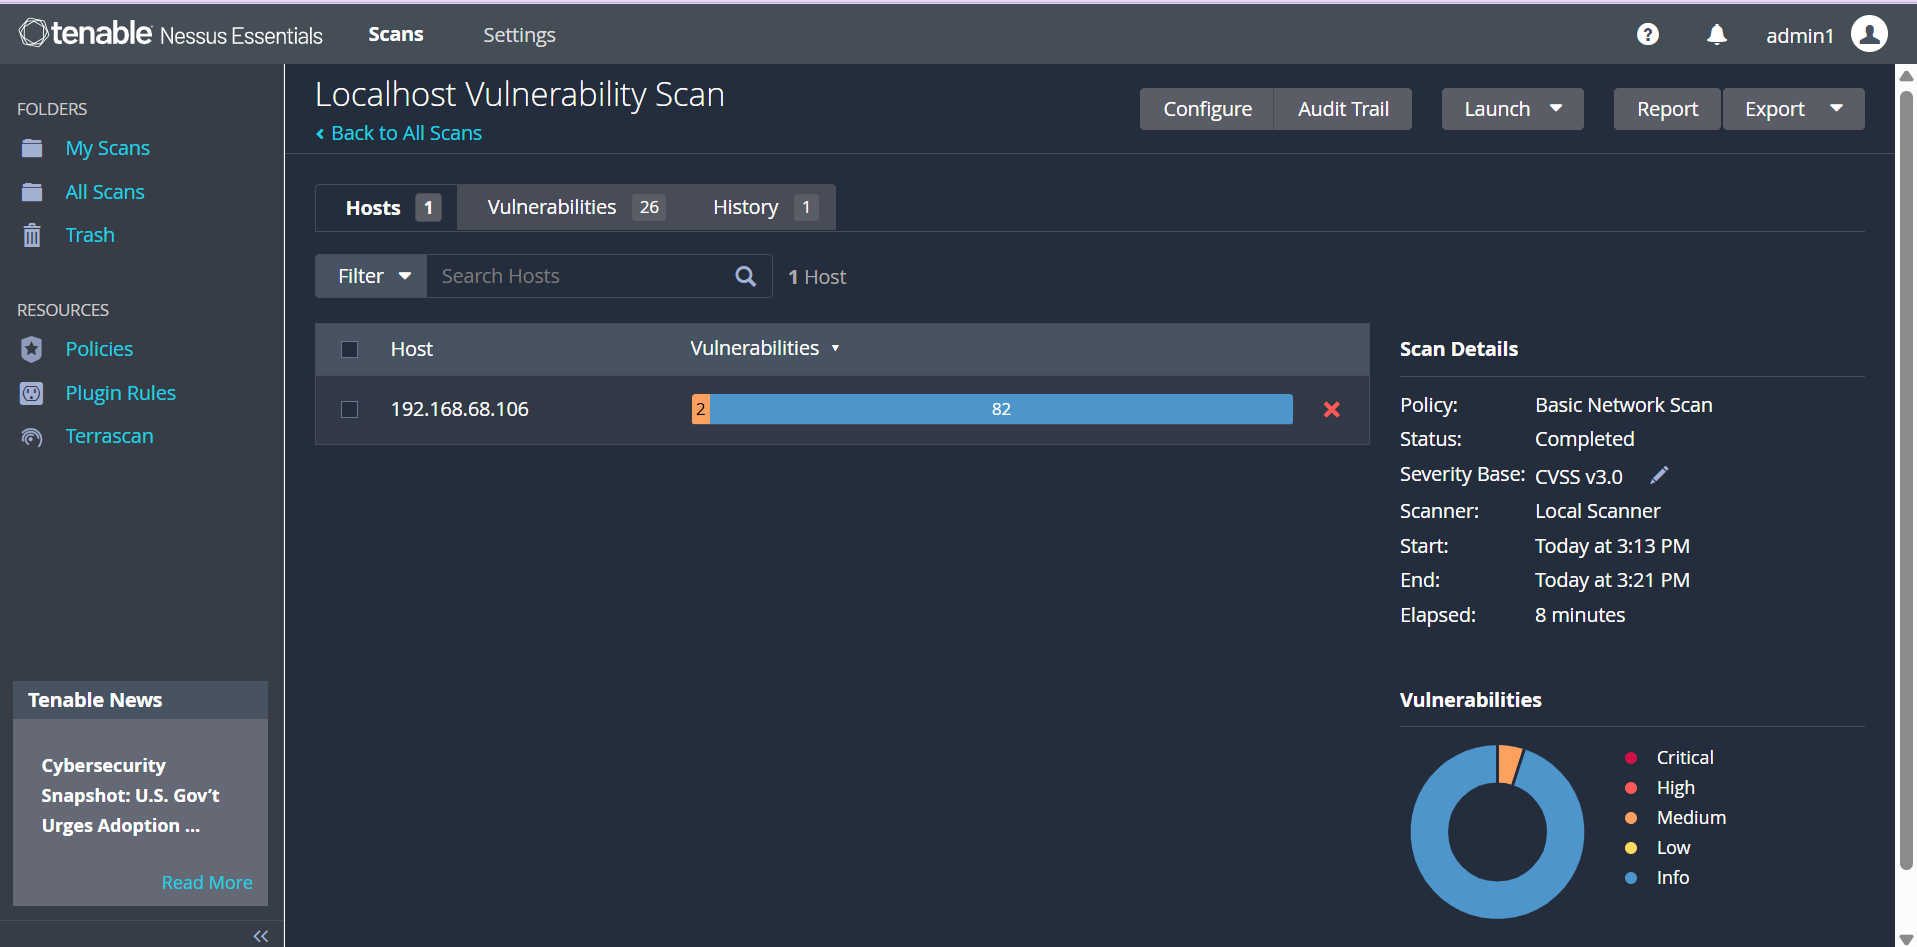 tenable Nessus Essentials
Scans
Settings
?
admin1
FOLDERS
My Scans
All Scans
Trash
RESOURCES
Policies
Plugin Rules
Terrascan
Tenable News
Cybersecurity
Snapshot: U.S. Gov’t
Urges Adoption ...
Read More
Localhost Vulnerability Scan
Back to All Scans
Configure
Audit Trail
Launch
Report
Export
Hosts 1
Vulnerabilities 26
History 1
Filter
Search Hosts
1 Host
Host
Vulnerabilities
192.168.68.106
2
82
Scan Details
Policy: Basic Network Scan
Status: Completed
Severity Base: CVSS v3.0
Scanner: Local Scanner
Start: Today at 3:13 PM
End: Today at 3:21 PM
Elapsed: 8 minutes
Vulnerabilities
Critical
High
Medium
Low
Info